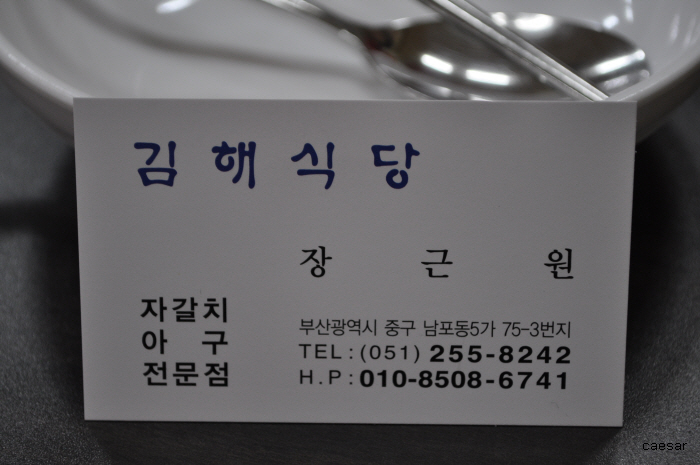 김해식당
장 근 원
자갈치
아 구
전문점
부산광역시 중구 남포동5가 75-3번지
TEL:(051) 255-8242
H.P:010-8508-6741
caesar